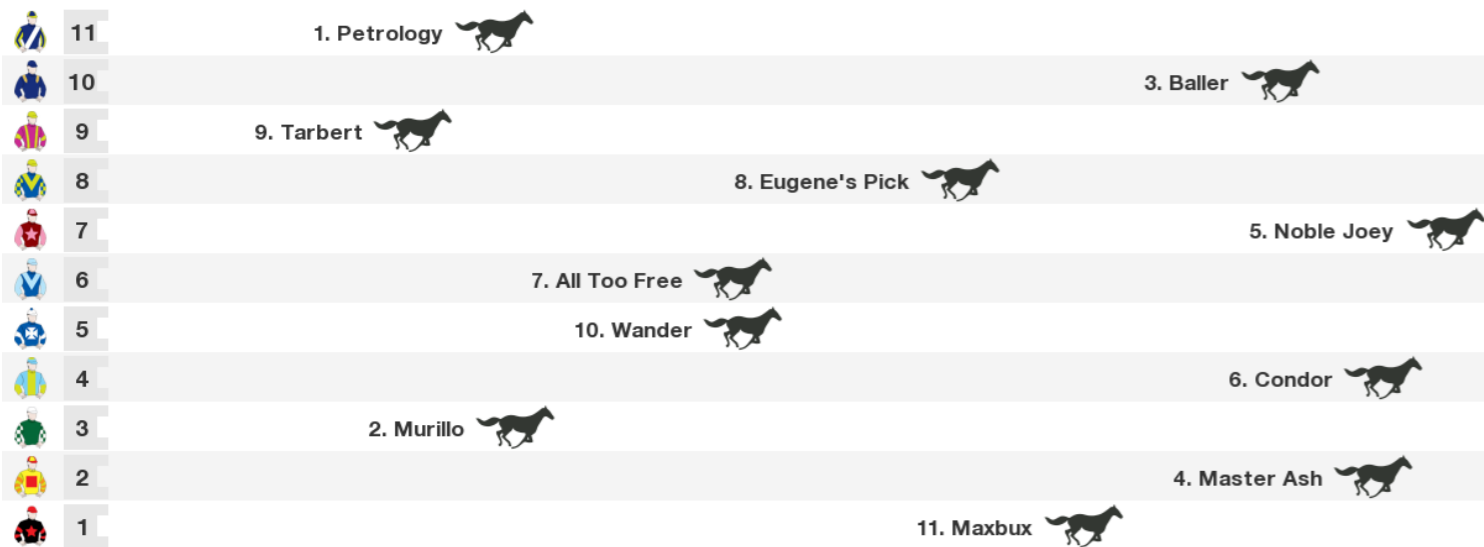 11 1. Petrology
10 3. Baller
9 9. Tarbert
8 8. Eugene's Pick
7 5. Noble Joey
6 7. All Too Free
5 10. Wander
4 6. Condor
3 2. Murillo
2 4. Master Ash
1 11. Maxbux